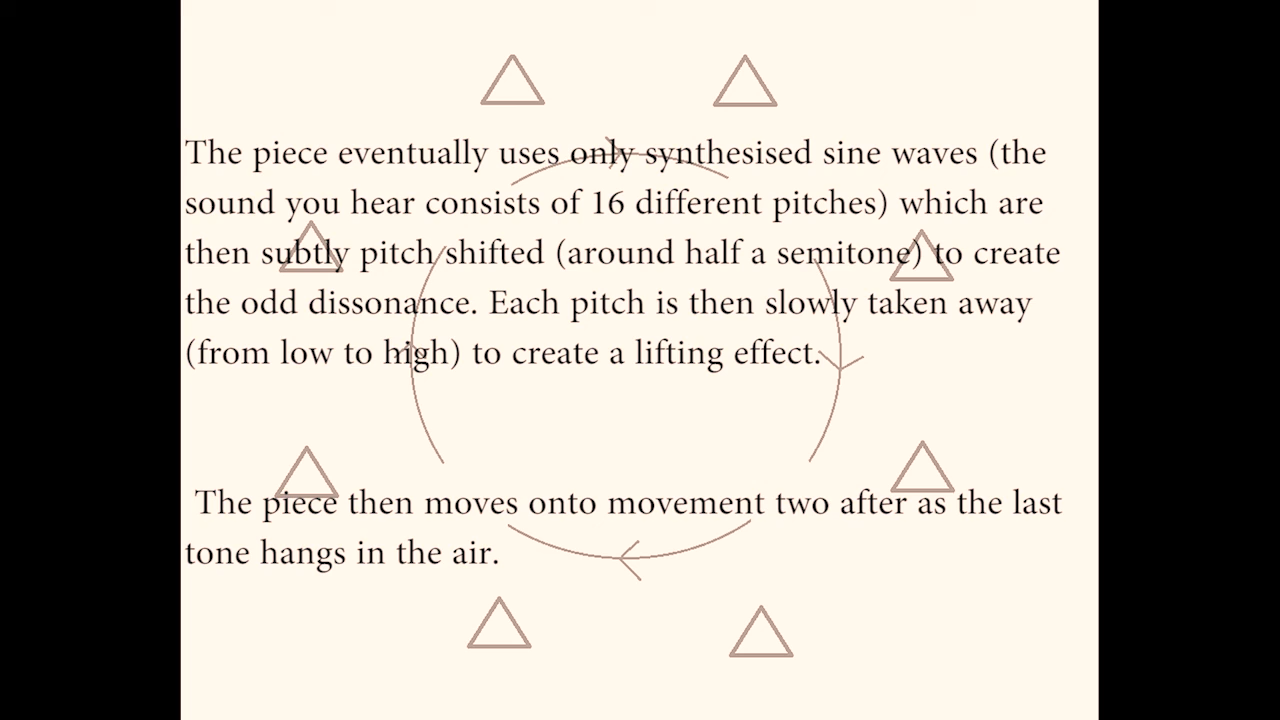 The piece eventually uses only synthesised sine waves (the
sound you hear consists of 16 different pitches) which are
then subtly pitch shifted (around half a semitone) to create
the odd dissonance. Each pitch is then slowly taken away
(from low to high) to create a lifting effect.
The piece then moves onto movement two after as the last
tone hangs in the air.